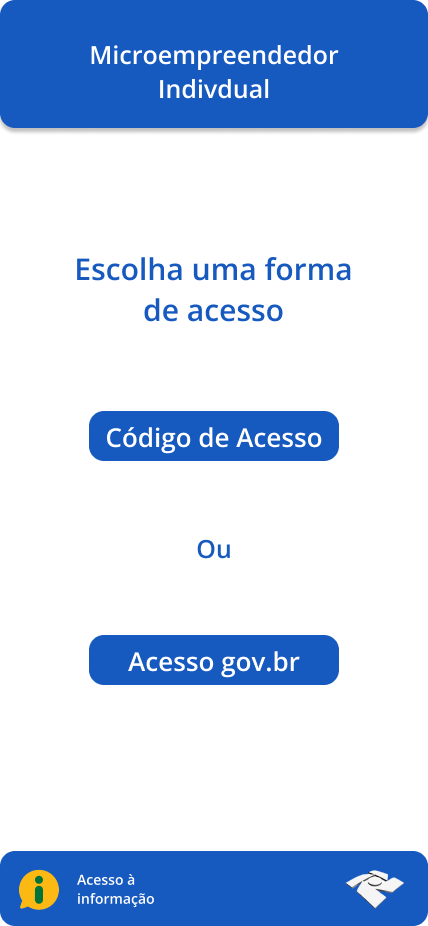 Microempreendedor
Indivdual
Escolha uma forma
de acesso
Código de Acesso
Ou
Acesso gov.br
Acesso à
informação